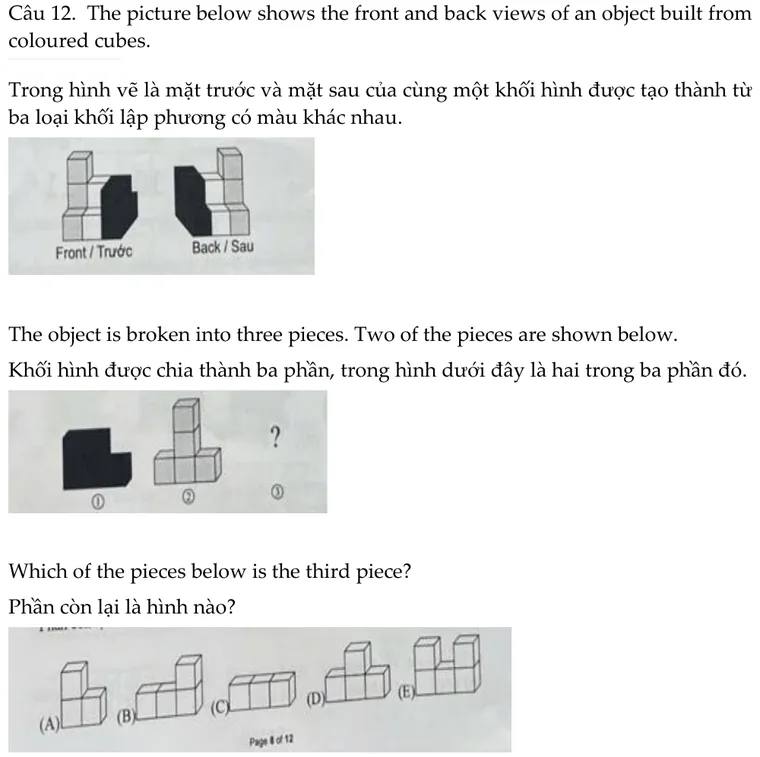 Câu 12. The picture below shows the front and back views of an object built from
coloured cubes.
Trong hình vẽ là mặt trước và mặt sau của cùng một khối hình được tạo thành từ
ba loại khối lập phương có màu khác nhau.
Front / Trước
Back / Sau
The object is broken into three pieces. Two of the pieces are shown below.
Khối hình được chia thành ba phần, trong hình dưới đây là hai trong ba phần đó.
?
① ② ③
Which of the pieces below is the third piece?
Phần còn lại là hình nào?
(A) (B) (C) (D) (E)
Page 8 of 12